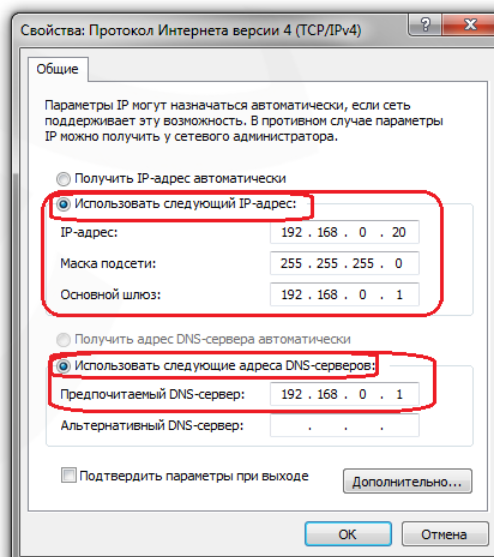 Свойства: Протокол Интернета версии 4 (TCP/IPv4)
Общие
Параметры IP могут назначаться автоматически, если сеть
поддерживает эту возможность. В противном случае параметры
IP можно получить у сетевого администратора.
Получить IP-адрес автоматически
Использовать следующий IP-адрес:
IP-адрес: 192 . 168 . 0 . 20
Маска подсети: 255 . 255 . 255 . 0
Основной шлюз: 192 . 168 . 0 . 1
Получить адрес DNS-сервера автоматически
Использовать следующие адреса DNS-серверов:
Предпочитаемый DNS-сервер: 192 . 168 . 0 . 1
Альтернативный DNS-сервер: . . .
Подтвердить параметры при выходе
Дополнительно...
OK Отмена